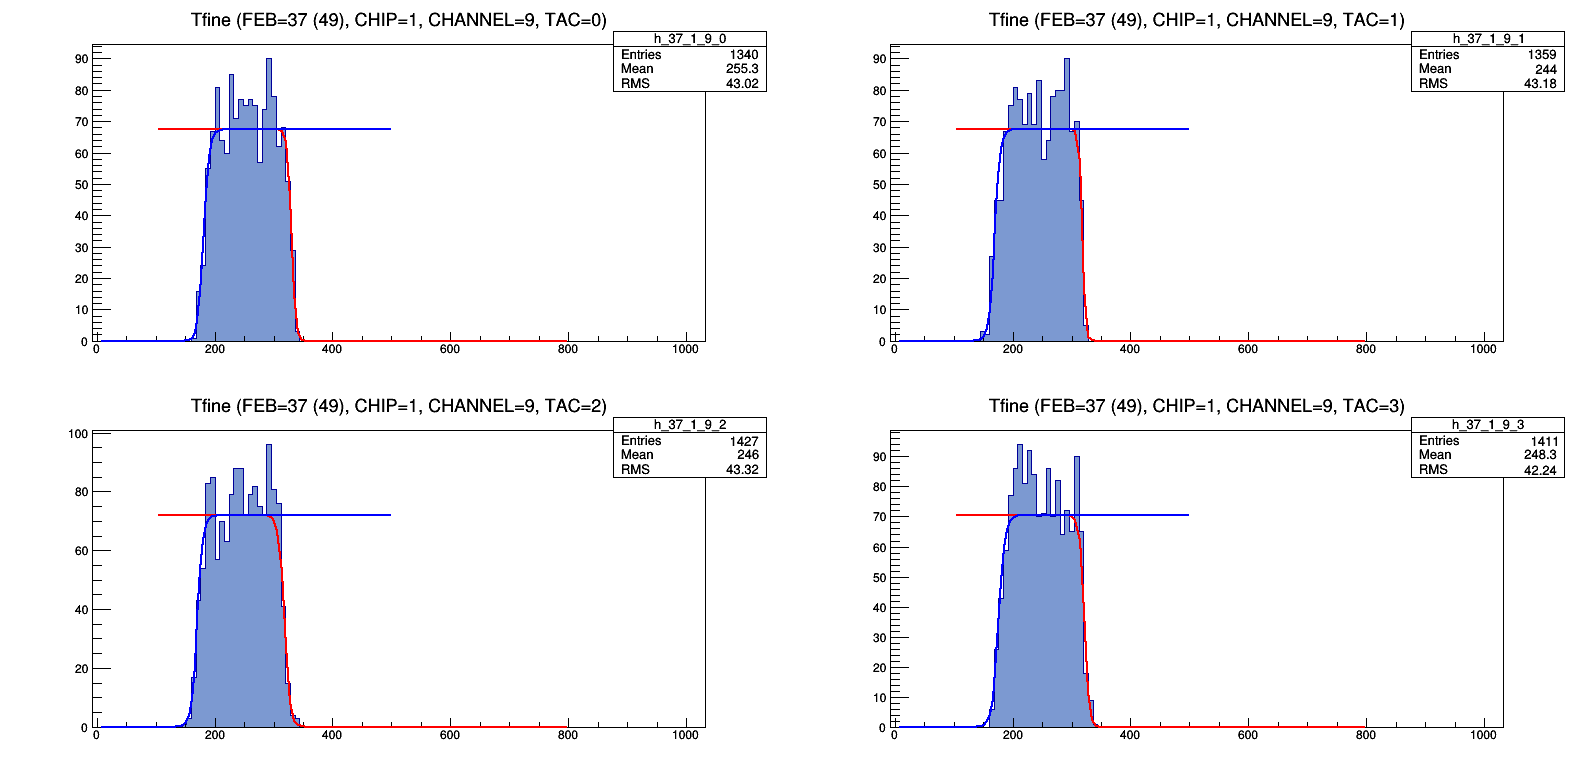 Tfine (FEB=37 (49), CHIP=1, CHANNEL=9, TAC=0)
h_37_1_9_0
Entries 1340
Mean 255.3
RMS 43.02
90
80
70
60
50
40
30
20
10
0
0 200 400 600 800 1000
Tfine (FEB=37 (49), CHIP=1, CHANNEL=9, TAC=1)
h_37_1_9_1
Entries 1359
Mean 244
RMS 43.18
90
80
70
60
50
40
30
20
10
0
0 200 400 600 800 1000
Tfine (FEB=37 (49), CHIP=1, CHANNEL=9, TAC=2)
h_37_1_9_2
Entries 1427
Mean 246
RMS 43.32
100
80
60
40
20
0
0 200 400 600 800 1000
Tfine (FEB=37 (49), CHIP=1, CHANNEL=9, TAC=3)
h_37_1_9_3
Entries 1411
Mean 248.3
RMS 42.24
90
80
70
60
50
40
30
20
10
0
0 200 400 600 800 1000